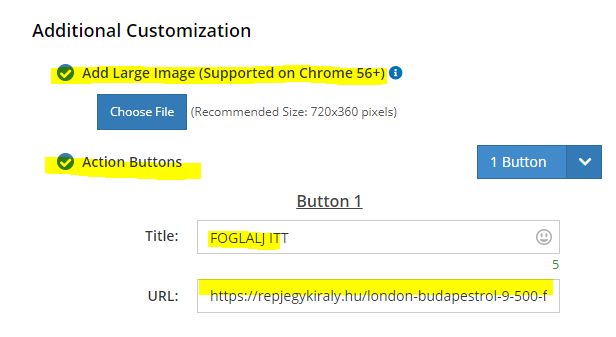 Additional Customization
Add Large Image (Supported on Chrome 56+)
Choose File (Recommended Size: 720x360 pixels)
Action Buttons 1 Button
Button 1
Title: FOGLALJ ITT
5
URL: https://repjegykiraly.hu/london-budapestrol-9-500-f